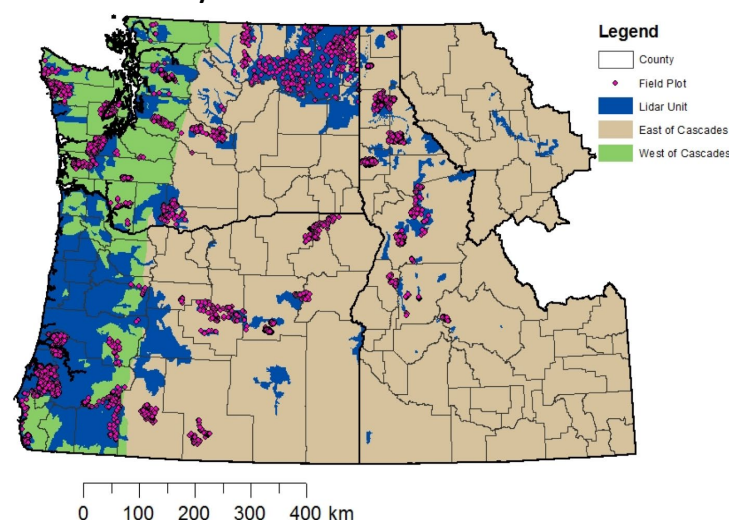 Legend
County
Field Plot
Lidar Unit
East of Cascades
West of Cascades
0 100 200 300 400 km